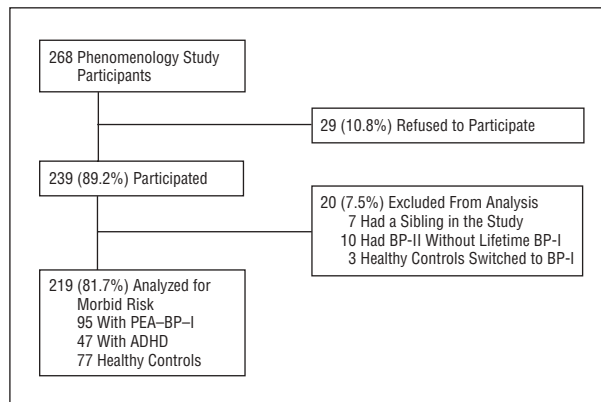 268 Phenomenology Study
Participants
29 (10.8%) Refused to Participate
239 (89.2%) Participated
20 (7.5%) Excluded From Analysis
7 Had a Sibling in the Study
10 Had BP-II Without Lifetime BP-I
3 Healthy Controls Switched to BP-I
219 (81.7%) Analyzed for
Morbid Risk
95 With PEA–BP–I
47 With ADHD
77 Healthy Controls